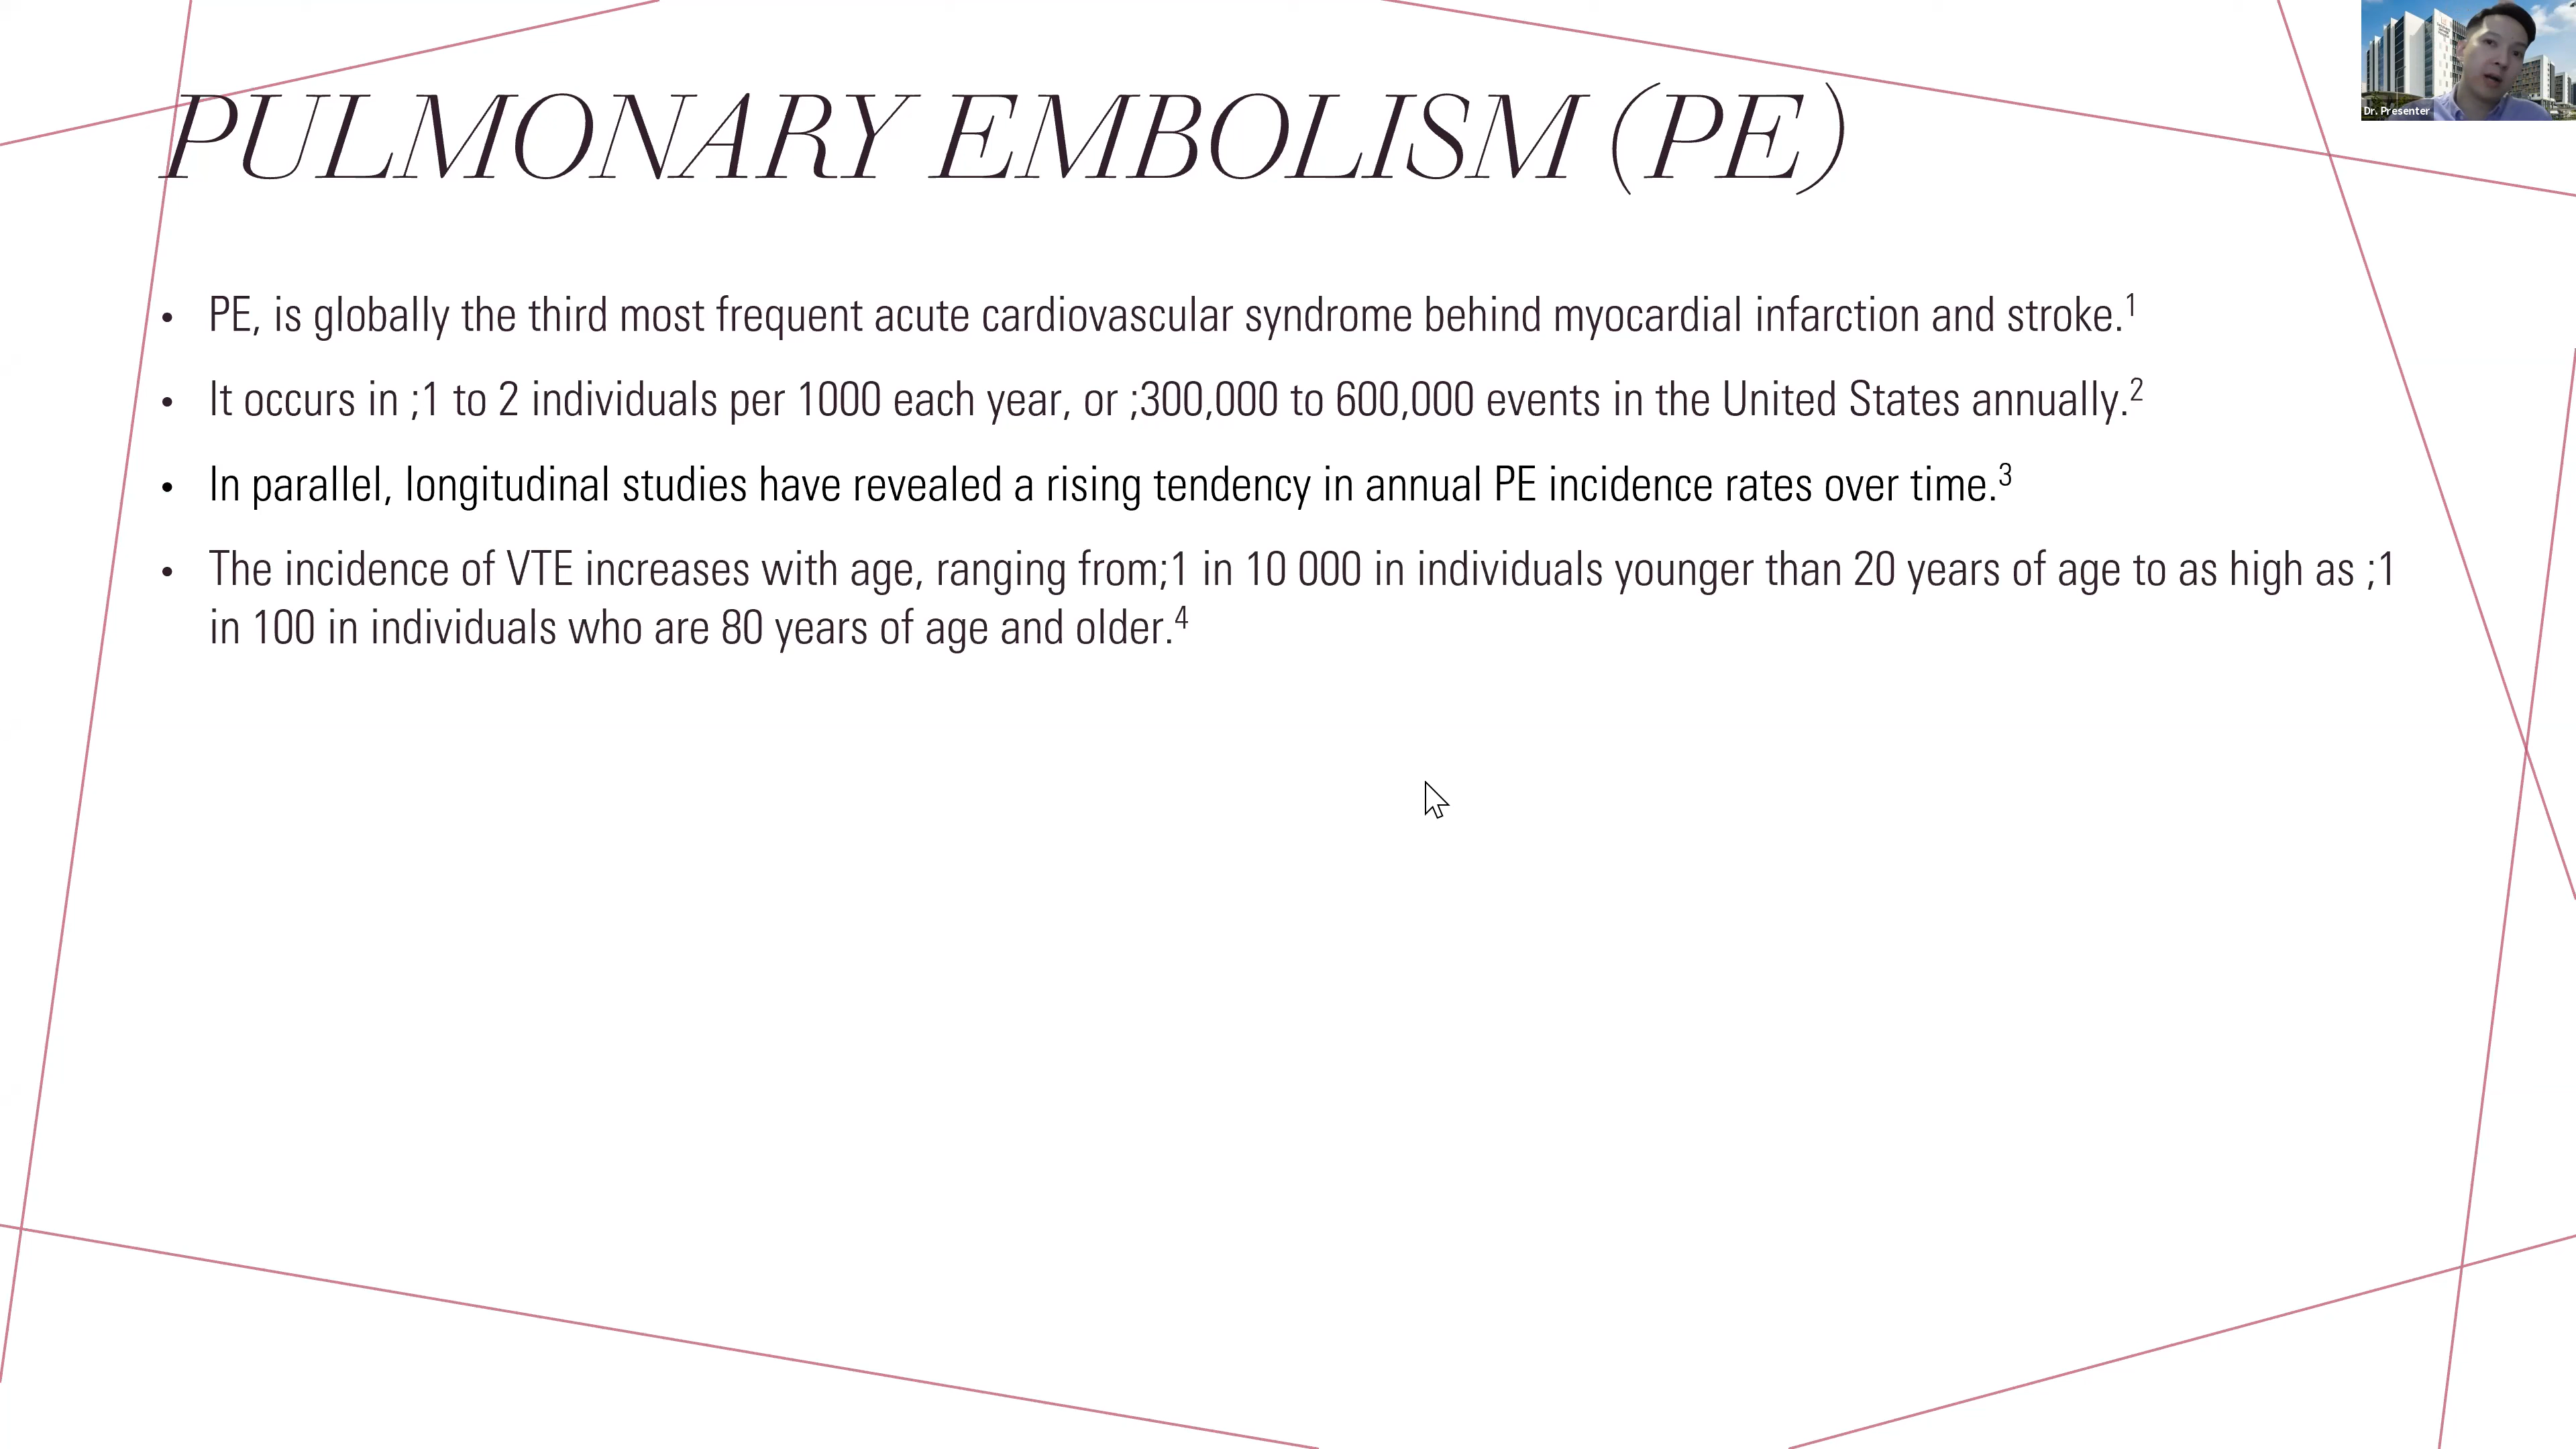 PULMONARY EMBOLISM (PE)
• PE, is globally the third most frequent acute cardiovascular syndrome behind myocardial infarction and stroke.1
• It occurs in ;1 to 2 individuals per 1000 each year, or ;300,000 to 600,000 events in the United States annually.2
• In parallel, longitudinal studies have revealed a rising tendency in annual PE incidence rates over time.3
• The incidence of VTE increases with age, ranging from;1 in 10 000 in individuals younger than 20 years of age to as high as ;1
in 100 in individuals who are 80 years of age and older.4
Dr. Presenter